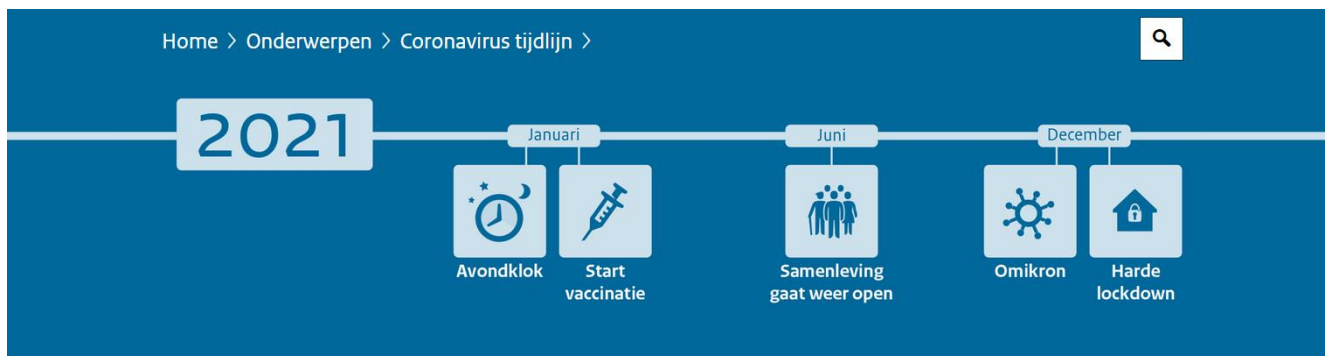 Home > Onderwerpen > Coronavirus tijdlijn >
2021
Januari
Juni
December
Avondklok
Start
vaccinatie
Samenleving
gaat weer open
Omikron
Harde
lockdown